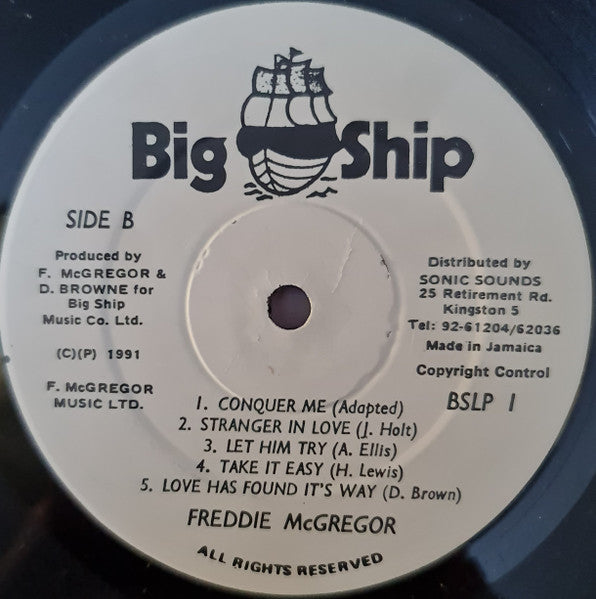 Big Ship
SIDE B
Produced by
F. McGREGOR &
D. BROWNE for
Big Ship
Music Co. Ltd.
(C)(P) 1991
F. McGREGOR
MUSIC LTD.
Distributed by
SONIC SOUNDS
25 Retirement Rd.
Kingston 5
Tel: 92-61204/62036
Made in Jamaica
Copyright Control
BSLP 1
1. CONQUER ME (Adapted)
2. STRANGER IN LOVE (J. Holt)
3. LET HIM TRY (A. Ellis)
4. TAKE IT EASY (H. Lewis)
5. LOVE HAS FOUND IT'S WAY (D. Brown)
FREDDIE McGREGOR
ALL RIGHTS RESERVED